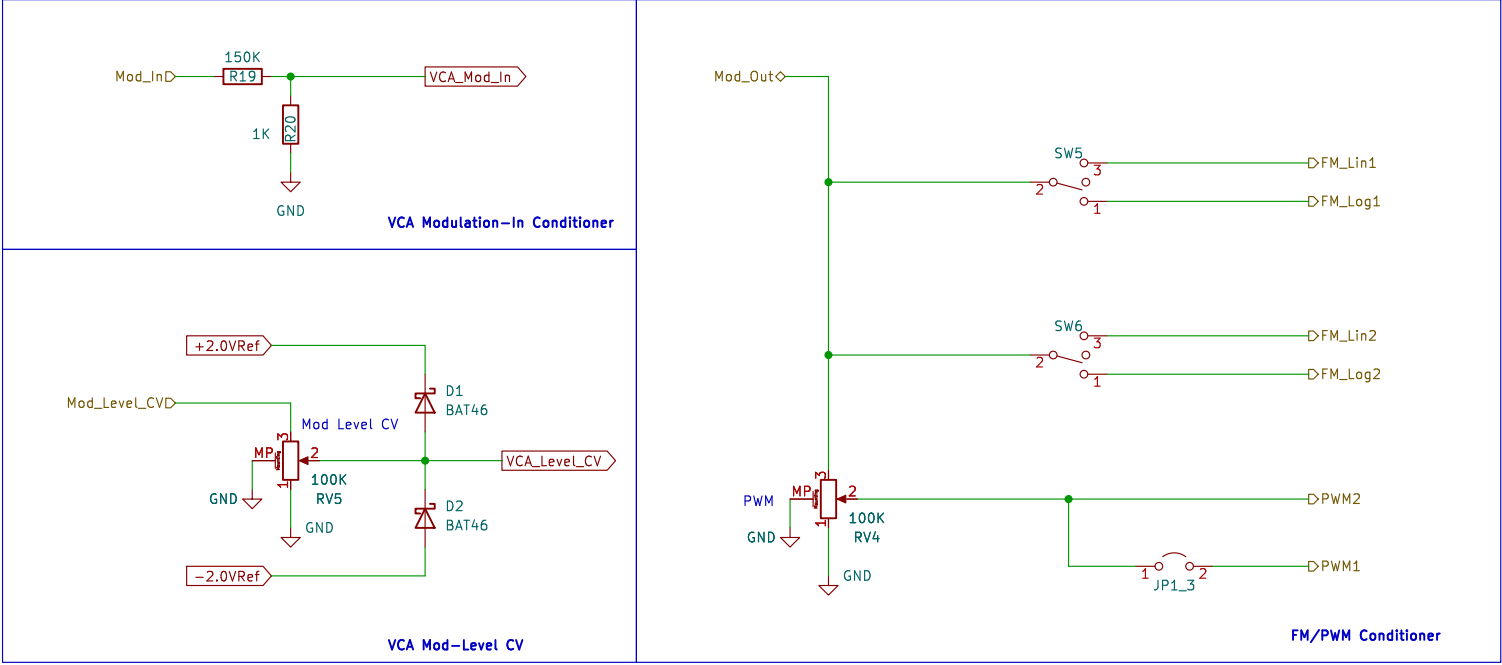 150K
Mod_In
R19
VCA_Mod_In
1K
R20
GND
VCA Modulation-In Conditioner
+2.0VRef
D1
BAT46
Mod_Level_CV
Mod Level CV
3
MP
2
VCA_Level_CV
1
100K
RV5
GND
GND
D2
BAT46
-2.0VRef
VCA Mod-Level CV
Mod_Out
SW5
3
FM_Lin1
2
1
FM_Log1
SW6
3
FM_Lin2
2
1
FM_Log2
3
MP
2
PWM
PWM2
1
100K
RV4
GND
GND
1
2
PWM1
JP1_3
FM/PWM Conditioner